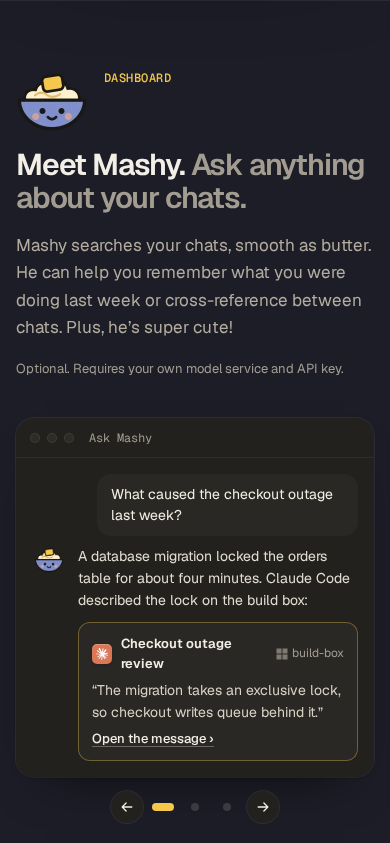 DASHBOARD
Meet Mashy. Ask anything
about your chats.
Mashy searches your chats, smooth as butter.
He can help you remember what you were
doing last week or cross-reference between
chats. Plus, he’s super cute!
Optional. Requires your own model service and API key.
Ask Mashy
What caused the checkout outage
last week?
A database migration locked the orders
table for about four minutes. Claude Code
described the lock on the build box:
Checkout outage
review
build-box
“The migration takes an exclusive lock,
so checkout writes queue behind it.”
Open the message ›